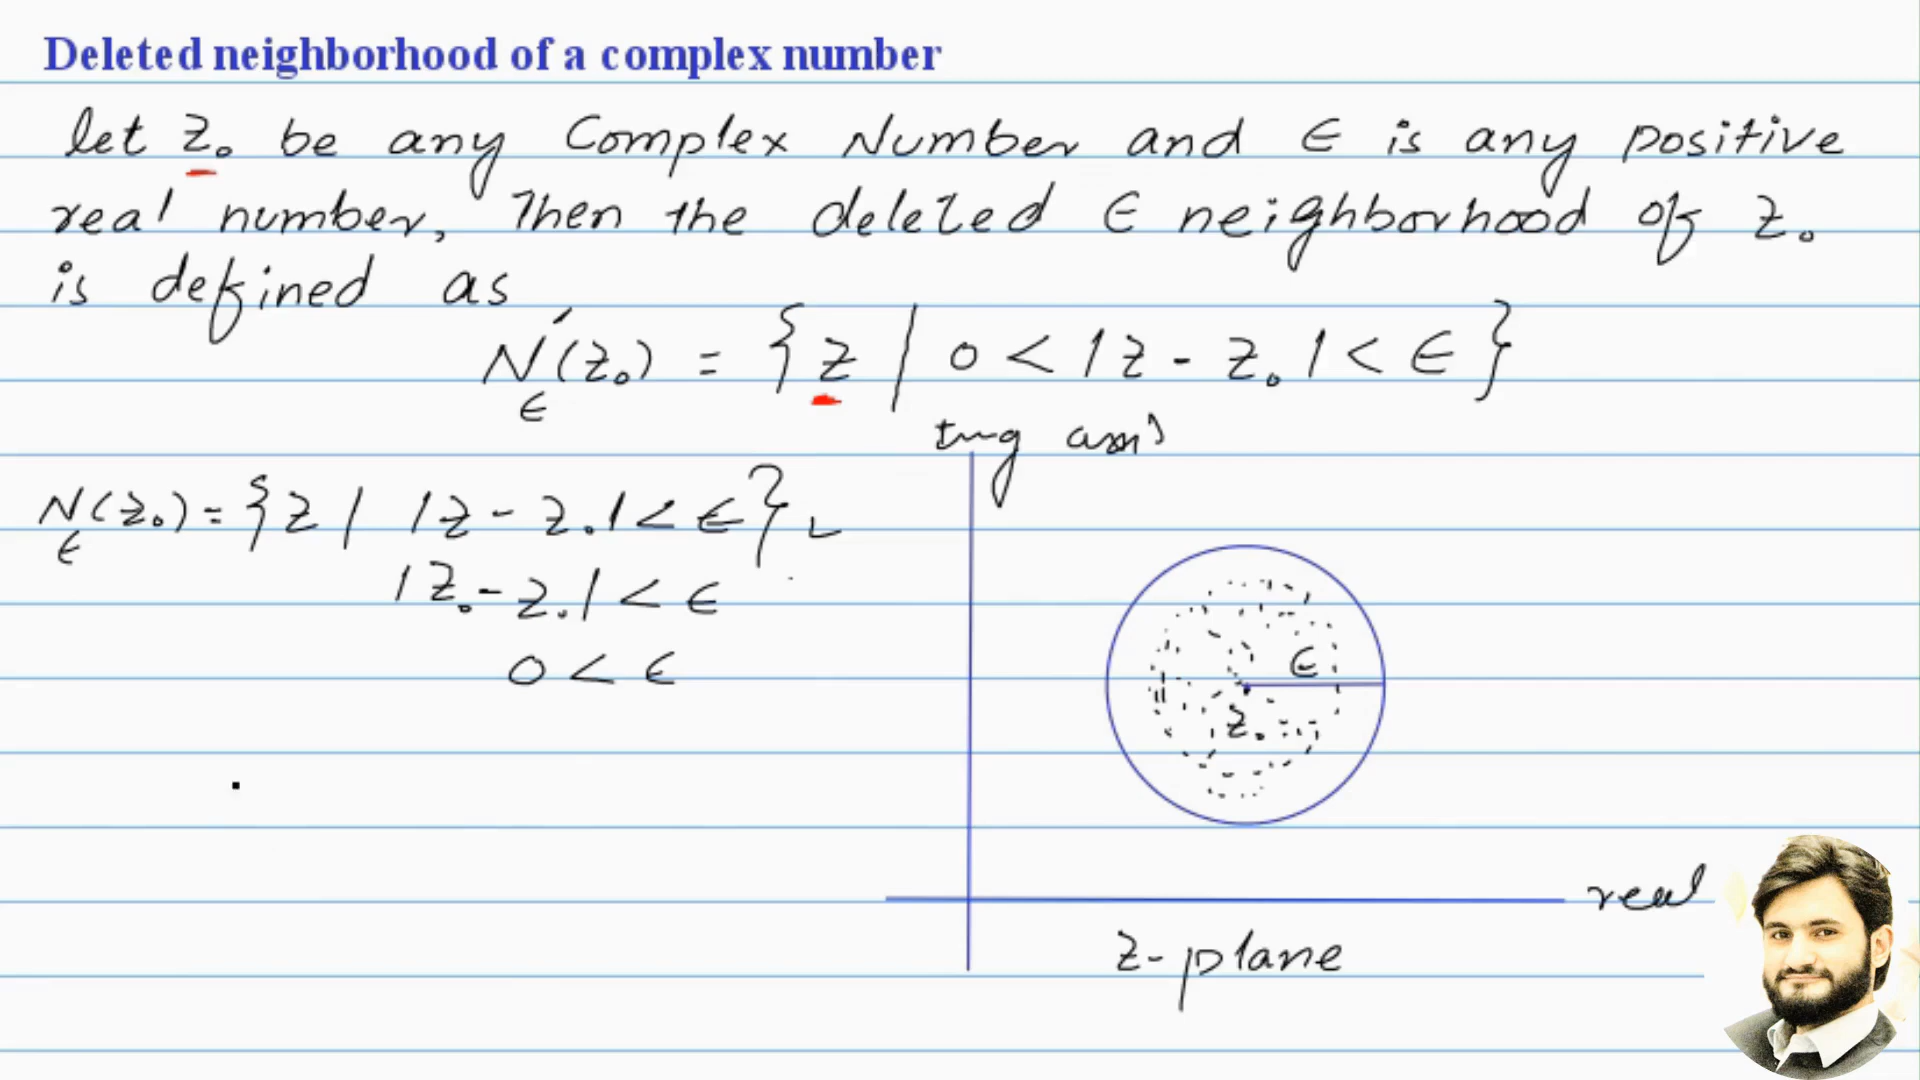 Deleted neighborhood of a complex number
let z₀ be any Complex Number and ϵ is any positive
real number, Then the deleted ϵ neighborhood of z₀
is defined as
N'_ϵ(z₀) = {z | 0 < |z - z₀| < ϵ}
Img axis
N_ϵ(z₀) = {z | |z - z₀| < ϵ}
|z₀ - z₀| < ϵ
0 < ϵ
ϵ
z₀
real
z-plane